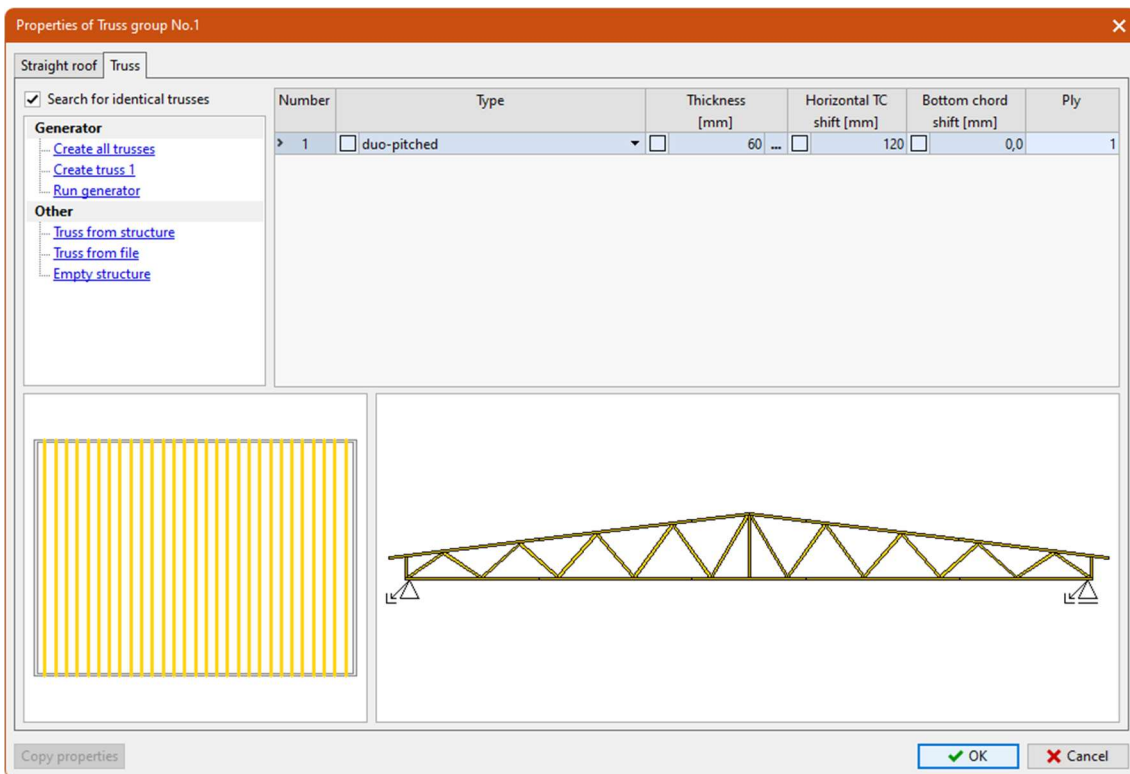 Properties of Truss group No.1
Straight roof Truss
Search for identical trusses
Generator
Create all trusses
Create truss 1
Run generator
Other
Truss from structure
Truss from file
Empty structure
Number Type Thickness [mm] Horizontal TC shift [mm] Bottom chord shift [mm] Ply
1 duo-pitched 60 ... 120 0,0 1
Copy properties OK Cancel